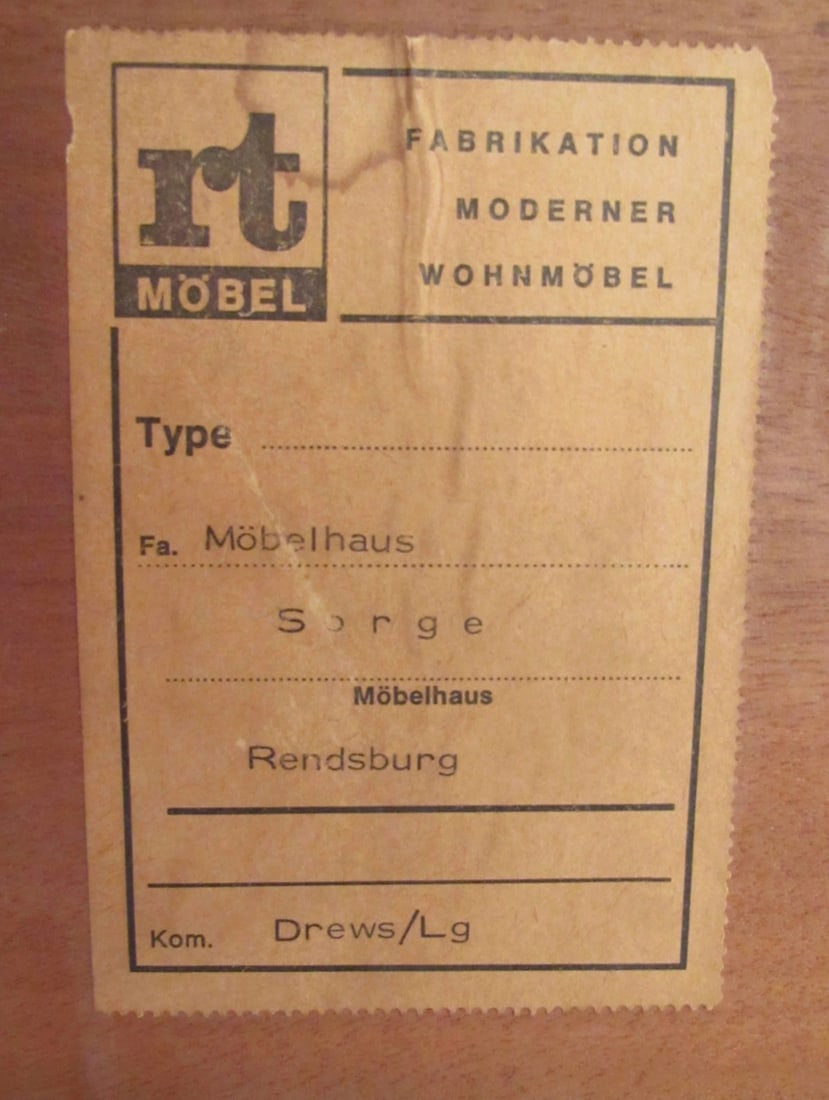 rt
MÖBEL
FABRIKATION
MODERNER
WOHNMÖBEL
Type
Fa. Möbelhaus
Sorge
Möbelhaus
Rendsburg
Kom. Drews/Lg